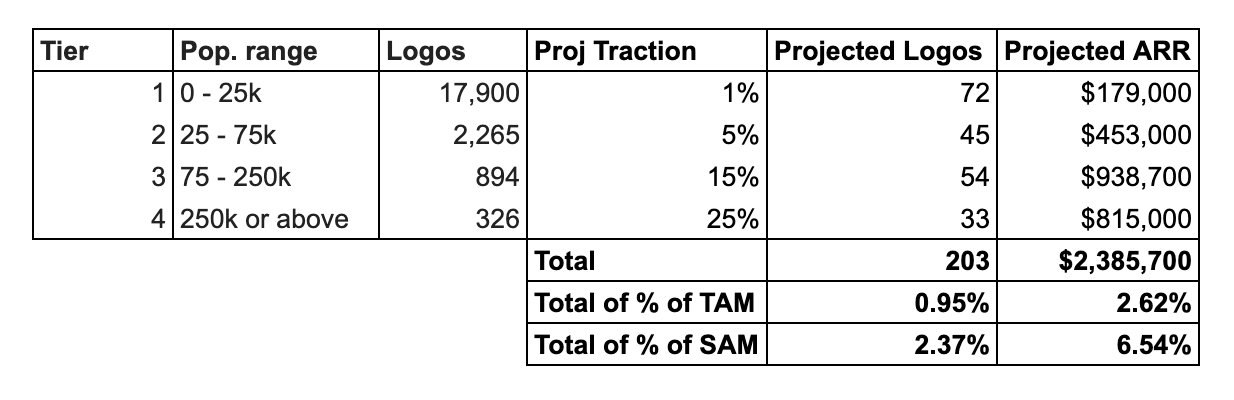 Tier Pop. range Logos Proj Traction Projected Logos Projected ARR
1 0 - 25k 17,900 1% 72 $179,000
2 25 - 75k 2,265 5% 45 $453,000
3 75 - 250k 894 15% 54 $938,700
4 250k or above 326 25% 33 $815,000
Total 203 $2,385,700
Total of % of TAM 0.95% 2.62%
Total of % of SAM 2.37% 6.54%